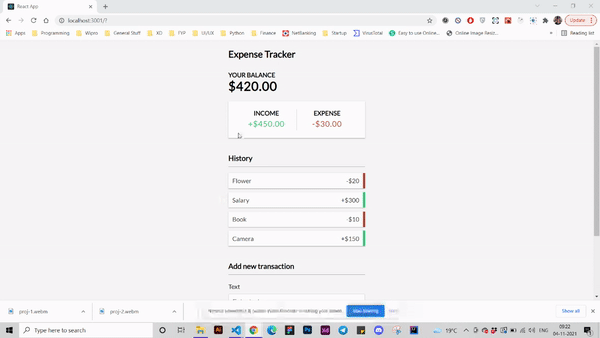 React App
localhost:3001/1
Update
Apps Programming Wipro General Stuff XD FYP UI/UX Python Finance NetBanking Startup VirusTotal Easy to use Online... Online Image Resiz... Reading list
Expense Tracker
YOUR BALANCE
$420.00
INCOME EXPENSE
+$450.00 -$30.00
History
Flower -$20
Salary +$300
Book -$10
Camera +$150
Add new transaction
Text
proj-1.webm proj-2.webm Stop sharing Show all
Type here to search 19°C ENG 09:22
04-11-2021